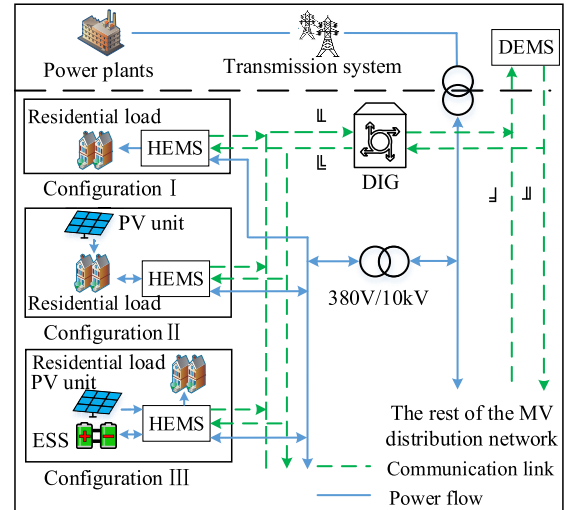 Power plants
Transmission system
DEMS
Residential load
HEMS
Configuration Ⅰ
DIG
PV unit
HEMS
Residential load
Configuration Ⅱ
380V/10kV
Residential load
PV unit
HEMS
ESS
Configuration Ⅲ
The rest of the MV
distribution network
Communication link
Power flow